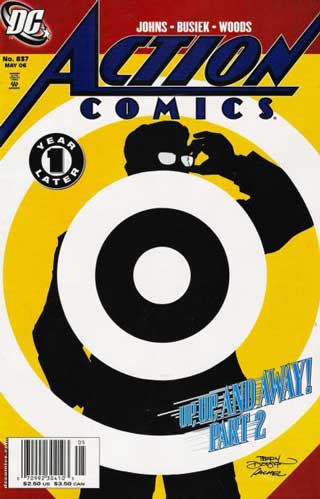 DC
JOHNS • BUSIEK • WOODS
ACTION
COMICS
No. 837
MAY 06
YEAR
1
LATER
UP, UP AND AWAY!
PART 2
05
$2.50 US $3.50 CAN